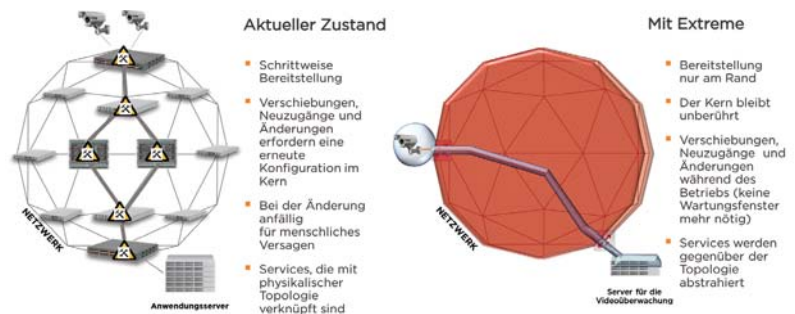 Aktueller Zustand
Schrittweise
Bereitstellung
Verschiebungen,
Neuzugänge und
Änderungen
erfordern eine
erneute
Konfiguration im
Kern
Bei der Änderung
anfällig
für menschliches
Versagen
Services, die mit
physikalischer
Topologie
verknüpft sind
NETZWERK
Anwendungsserver
Mit Extreme
Bereitstellung
nur am Rand
Der Kern bleibt
unberührt
Verschiebungen,
Neuzugänge und
Änderungen
während des
Betriebs (keine
Wartungsfenster
mehr nötig)
Services werden
gegenüber der
Topologie
abstrahiert
NETZWERK
Server für die
Videoüberwachung